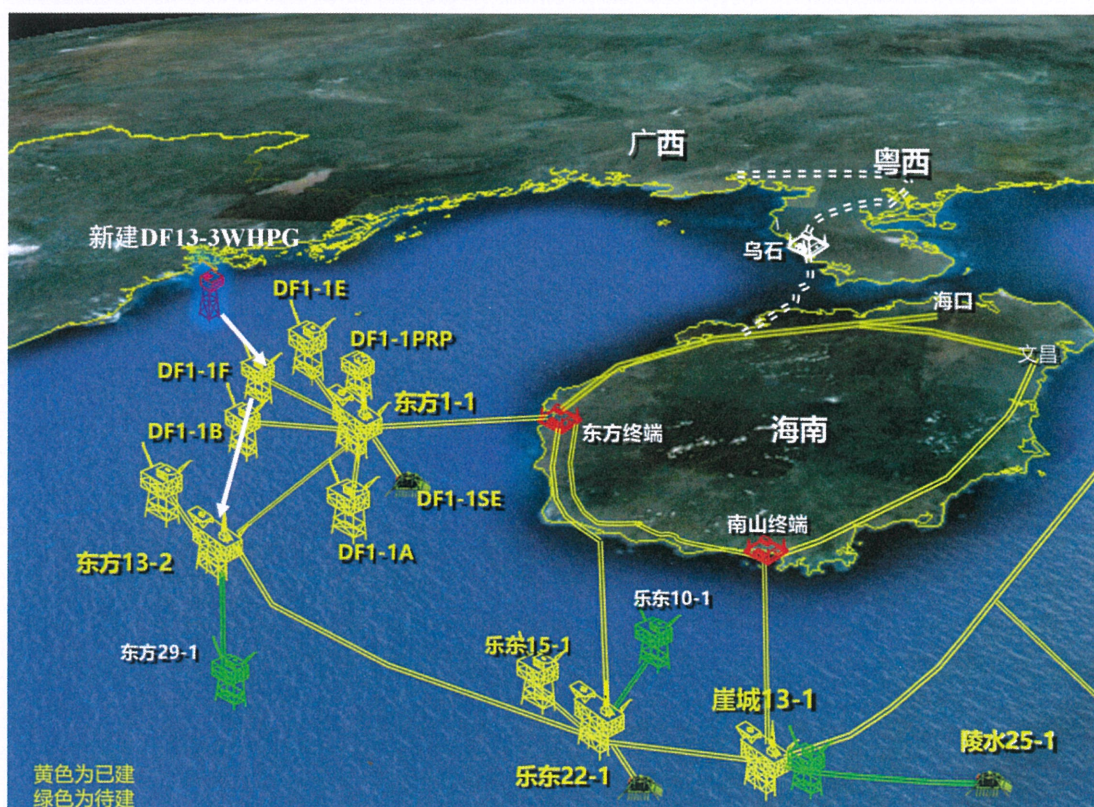 广西
粤西
新建DF13-3WHPG
乌石
DF1-1E
海口
DF1-1PRP
文昌
DF1-1F
东方1-1
东方终端
海南
DF1-1B
DF1-1SE
南山终端
DF1-1A
东方13-2
乐东10-1
东方29-1
乐东15-1
崖城13-1
陵水25-1
乐东22-1
黄色为已建
绿色为待建